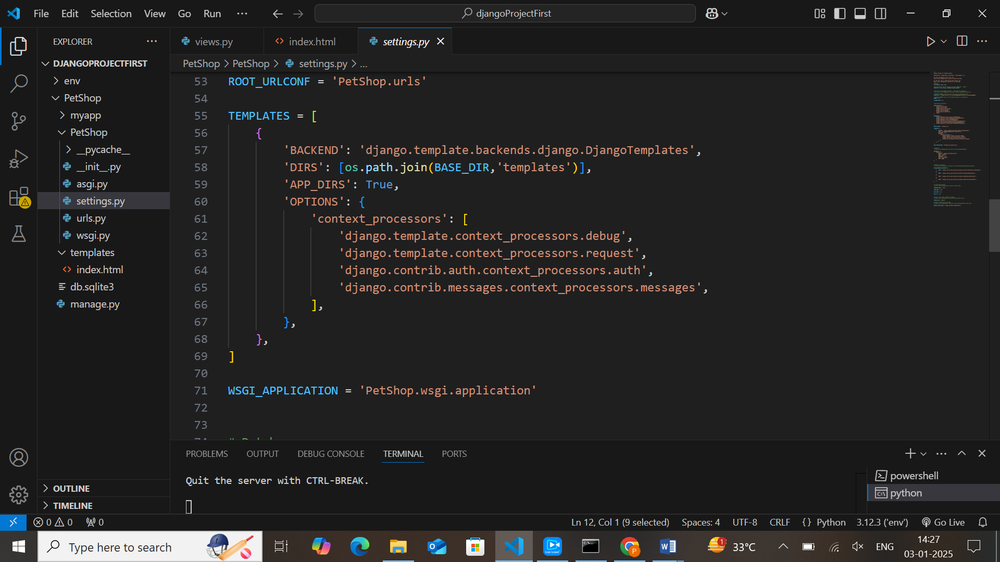 File Edit Selection View Go Run ...
djangoProjectFirst
EXPLORER
DJANGOPROJECTFIRST
env
PetShop
myapp
PetShop
__pycache__
__init__.py
asgi.py
settings.py
urls.py
wsgi.py
templates
index.html
db.sqlite3
manage.py
OUTLINE
TIMELINE
views.py index.html settings.py
PetShop > PetShop > settings.py > ...
53 ROOT_URLCONF = 'PetShop.urls'
54
55 TEMPLATES = [
56 {
57 'BACKEND': 'django.template.backends.django.DjangoTemplates',
58 'DIRS': [os.path.join(BASE_DIR,'templates')],
59 'APP_DIRS': True,
60 'OPTIONS': {
61 'context_processors': [
62 'django.template.context_processors.debug',
63 'django.template.context_processors.request',
64 'django.contrib.auth.context_processors.auth',
65 'django.contrib.messages.context_processors.messages',
66 ],
67 },
68 },
69 ]
70
71 WSGI_APPLICATION = 'PetShop.wsgi.application'
72
73
PROBLEMS OUTPUT DEBUG CONSOLE TERMINAL PORTS
Quit the server with CTRL-BREAK.
powershell
python
0 0 0
Ln 12, Col 1 (9 selected) Spaces: 4 UTF-8 CRLF {} Python 3.12.3 ('env') Go Live
Type here to search
1 33°C ENG
14:27
03-01-2025